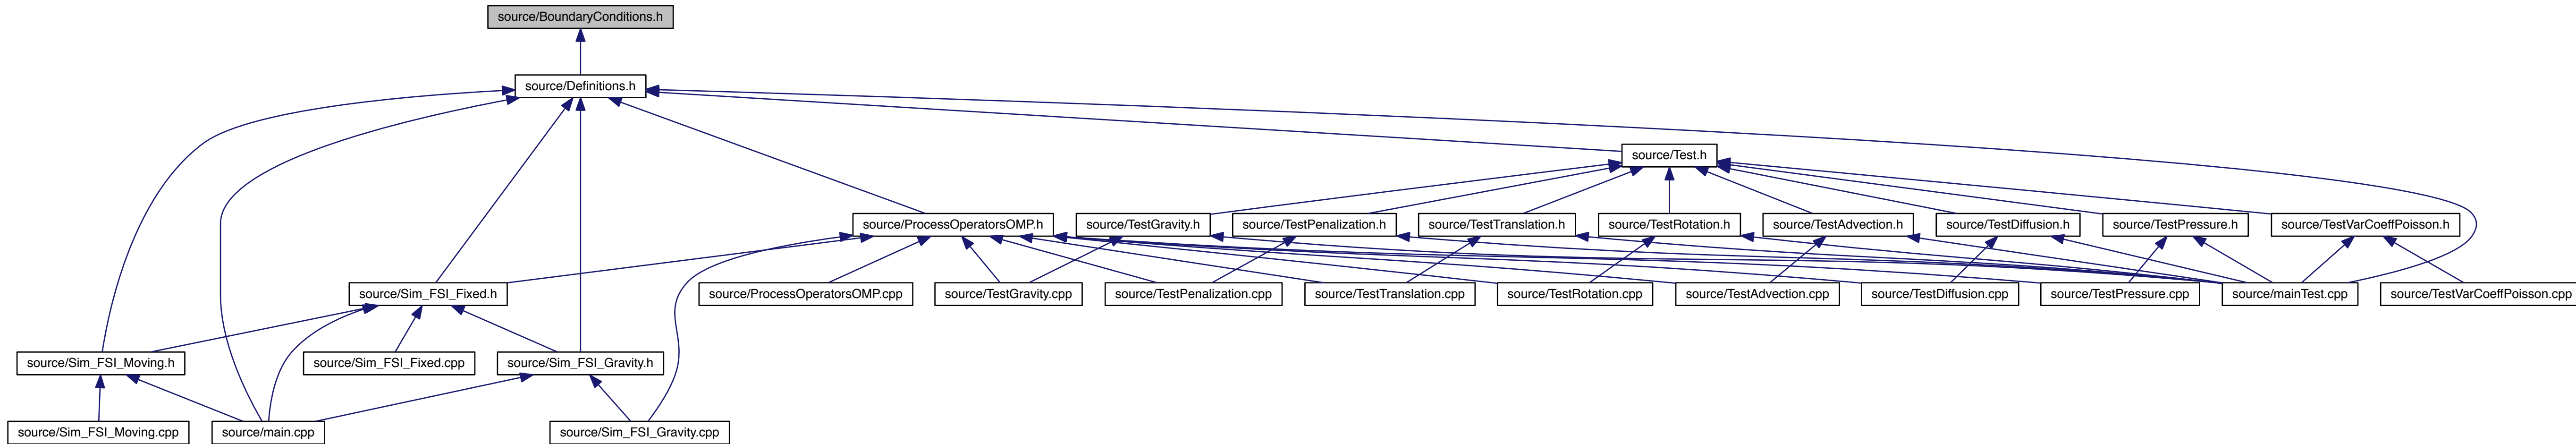 source/BoundaryConditions.h
source/Definitions.h
source/Test.h
source/ProcessOperatorsOMP.h
source/TestGravity.h
source/TestPenalization.h
source/TestTranslation.h
source/TestRotation.h
source/TestAdvection.h
source/TestDiffusion.h
source/TestPressure.h
source/TestVarCoeffPoisson.h
source/Sim_FSI_Fixed.h
source/ProcessOperatorsOMP.cpp
source/TestGravity.cpp
source/TestPenalization.cpp
source/TestTranslation.cpp
source/TestRotation.cpp
source/TestAdvection.cpp
source/TestDiffusion.cpp
source/TestPressure.cpp
source/mainTest.cpp
source/TestVarCoeffPoisson.cpp
source/Sim_FSI_Moving.h
source/Sim_FSI_Fixed.cpp
source/Sim_FSI_Gravity.h
source/Sim_FSI_Moving.cpp
source/main.cpp
source/Sim_FSI_Gravity.cpp